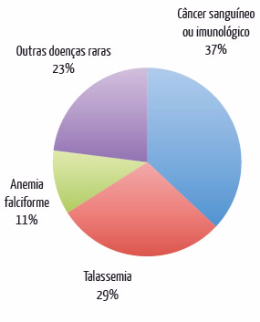 Câncer sanguíneo
ou imunológico
37%
Outras doenças raras
23%
Anemia
falciforme
11%
Talassemia
29%